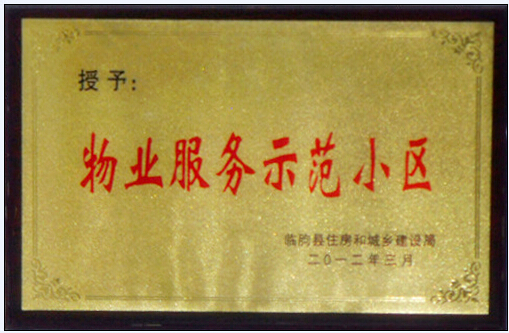 授予：
物业服务示范小区
临朐县住房和城乡建设局
二〇一二年三月